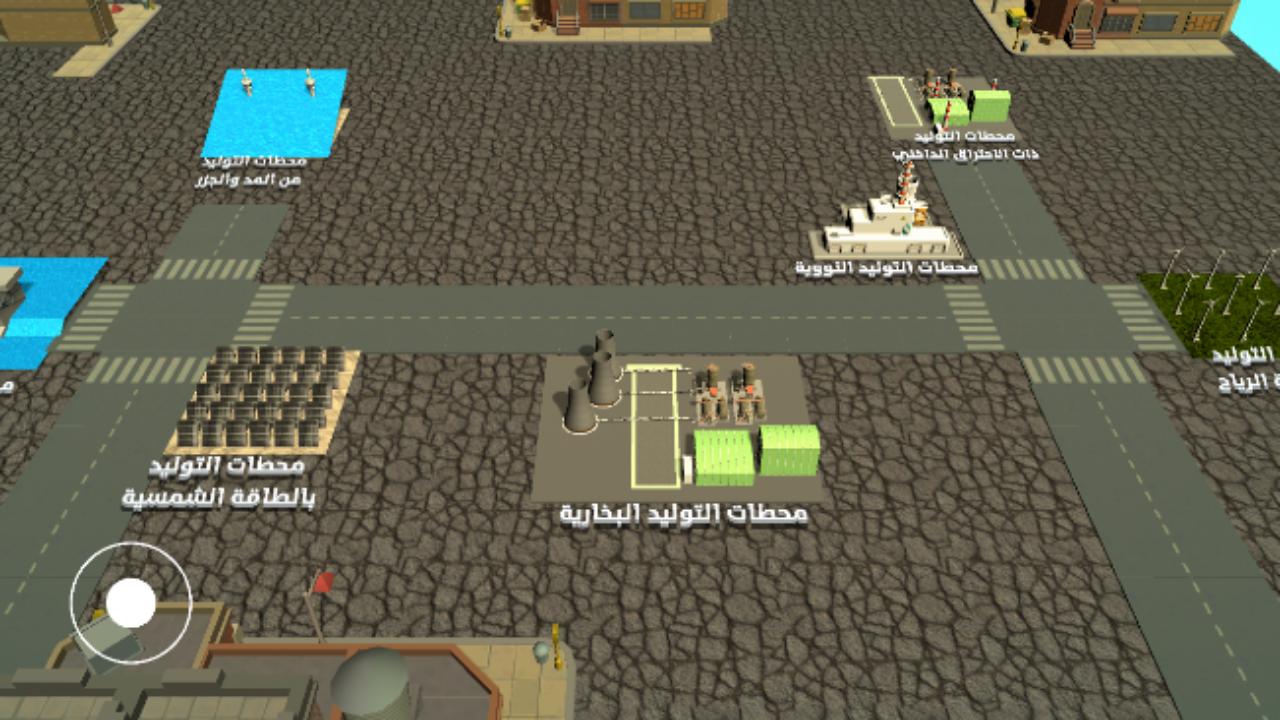 محطات التوليد
ذات الاحتراق الداخلي
محطات التوليد
من المد والجزر
محطات التوليد النووية
التوليد
الرياح
محطات التوليد
بالطاقة الشمسية
محطات التوليد البخارية